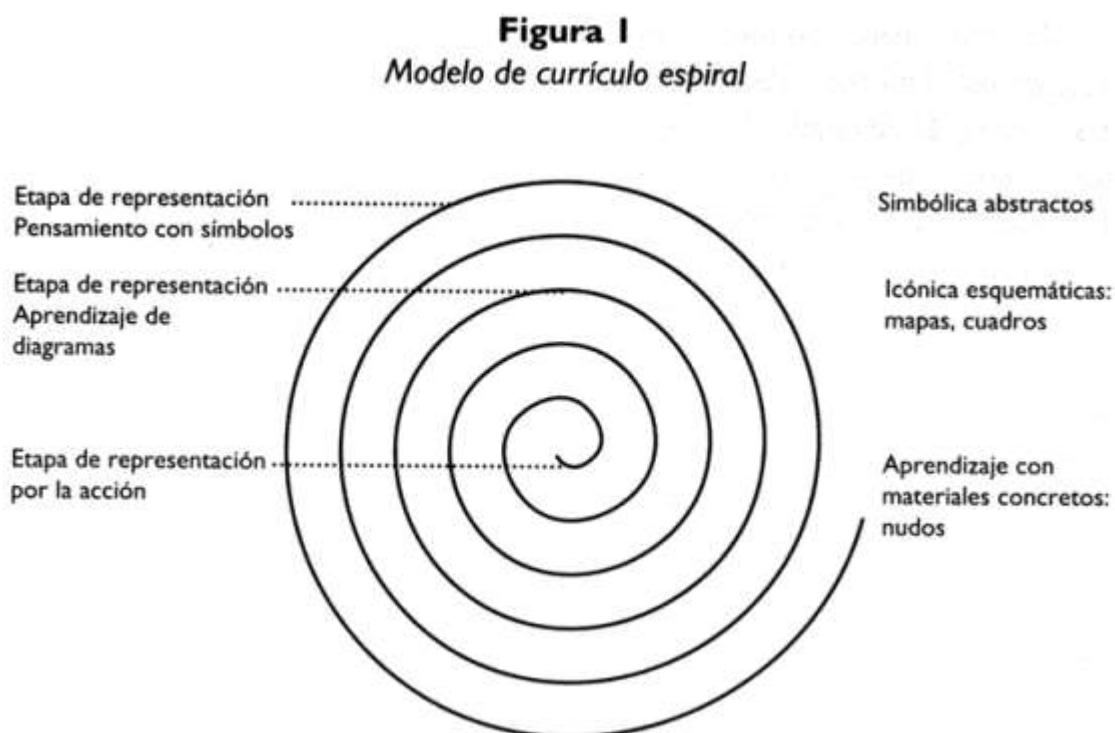 Figura 1
Modelo de currículo espiral
Etapa de representación
Pensamiento con símbolos
Simbólica abstractos
Etapa de representación
Aprendizaje de
diagramas
Icónica esquemáticas:
mapas, cuadros
Etapa de representación
por la acción
Aprendizaje con
materiales concretos:
nudos